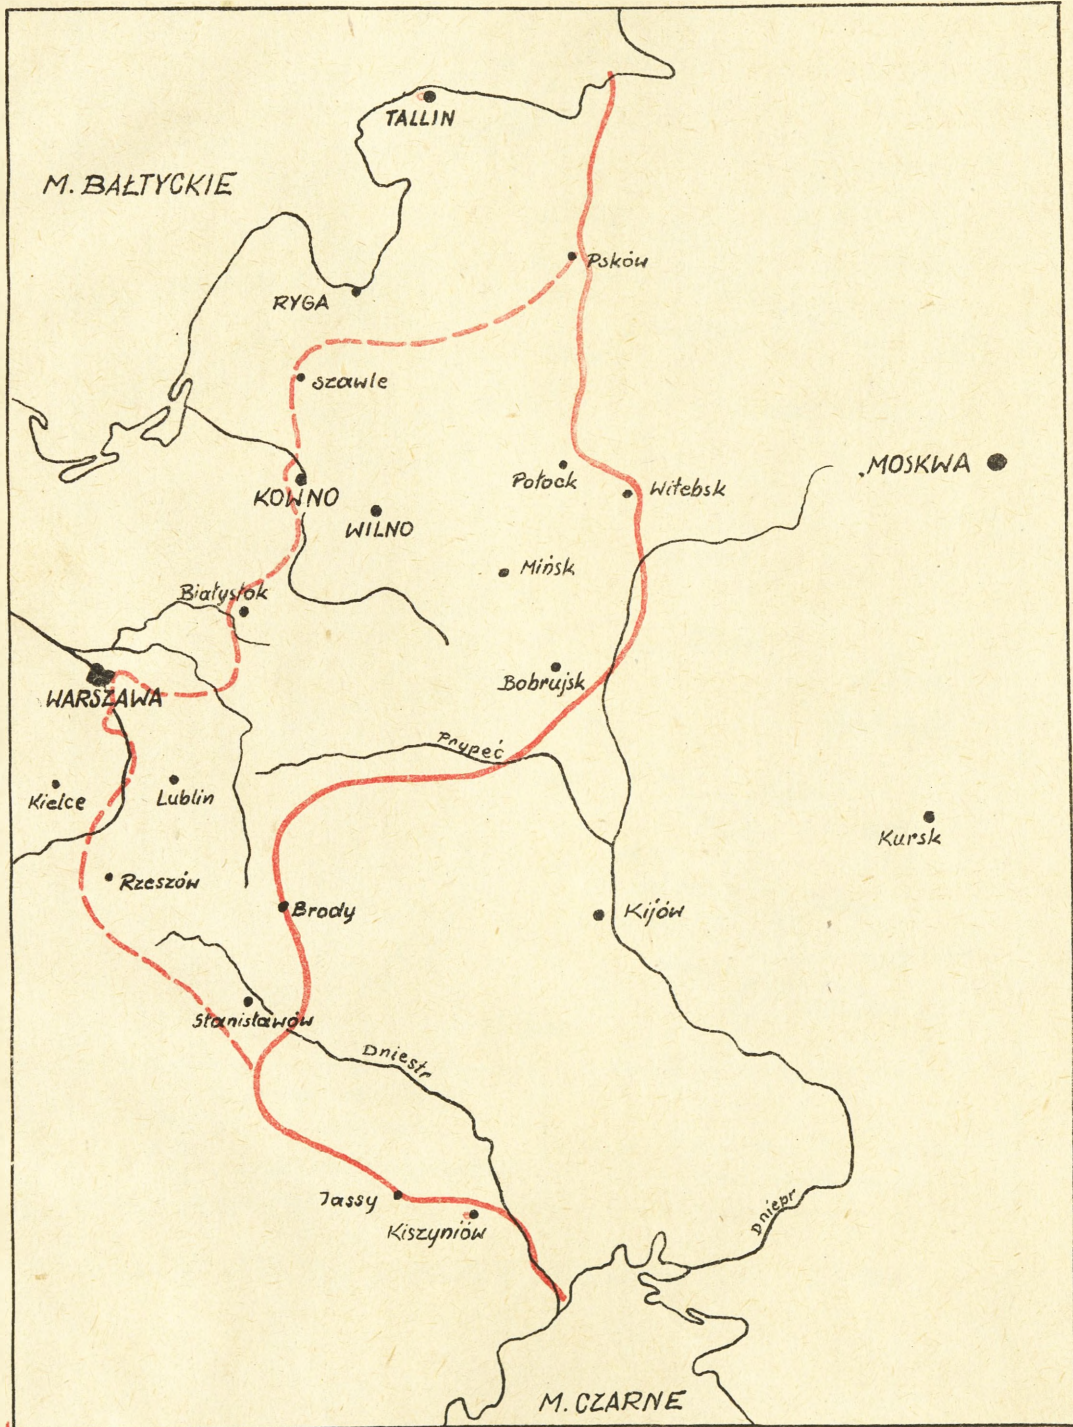 TALLIN
M. BAŁTYCKIE
Psków
RYGA
Szawle
MOSKWA
Połock
Witebsk
KOWNO
WILNO
Mińsk
Białystok
Bobrujsk
WARSZAWA
Prypeć
Kielce
Lublin
Kursk
Rzeszów
Brody
Kijów
Stanisławów
Dniestr
Jassy
Dniepr
Kiszyniów
M. CZARNE